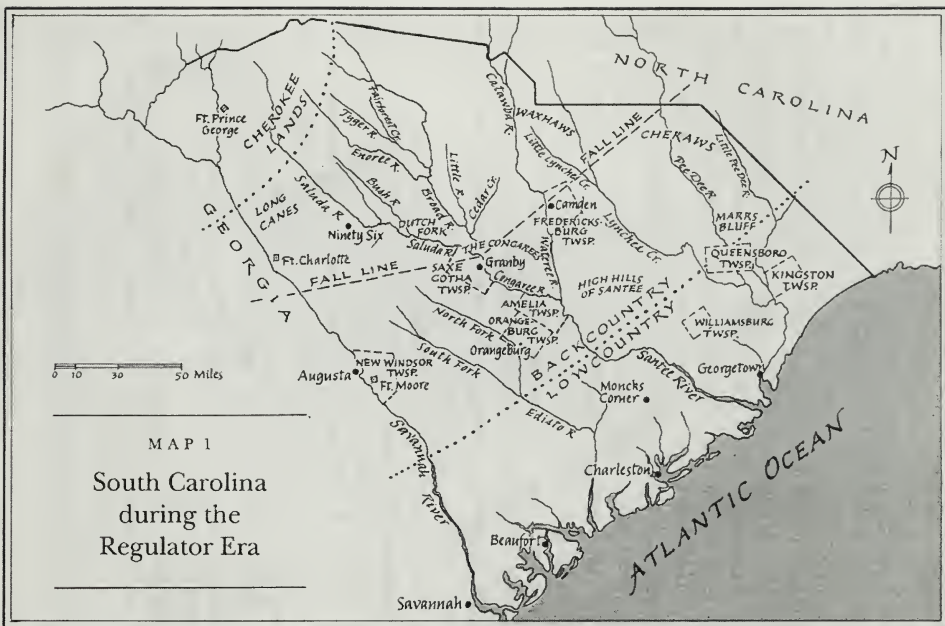 NORTH CAROLINA
Ft. Prince
George
CHEROKEE
LANDS
Tyger R.
Fairforest Cr.
Enoree R.
Bush R.
Broad R.
Little R.
Cedar Cr.
Catawba R.
WAXHAWS
Little Lynches Cr.
FALL LINE
CHERAWS
Pee Dee R.
Little Pee Dee R.
N
LONG
CANES
Saluda R.
Ninety Six
DUTCH
FORK
Saluda R.
THE CONGAREES
Camden
FREDERICKS-
BURG
TWSP.
Wateree R.
Lynches Cr.
MARRS
BLUFF
QUEENSBORO
TWSP.
KINGSTON
TWSP.
GEORGIA
Ft. Charlotte
FALL LINE
SAXE
GOTHA
TWSP.
Granby
Congaree R.
HIGH HILLS
OF SANTEE
AMELIA
TWSP.
ORANGE-
BURG
TWSP.
Orangeburg
North Fork
South Fork
BACKCOUNTRY
LOWCOUNTRY
WILLIAMSBURG
TWSP.
Santee River
Georgetown
0 10 30 50 Miles
Augusta
NEW WINDSOR
TWSP.
Ft. Moore
Edisto R.
Moncks
Corner
Savannah
River
Charleston
ATLANTIC OCEAN
Beaufort
Savannah
MAP 1
South Carolina
during the
Regulator Era